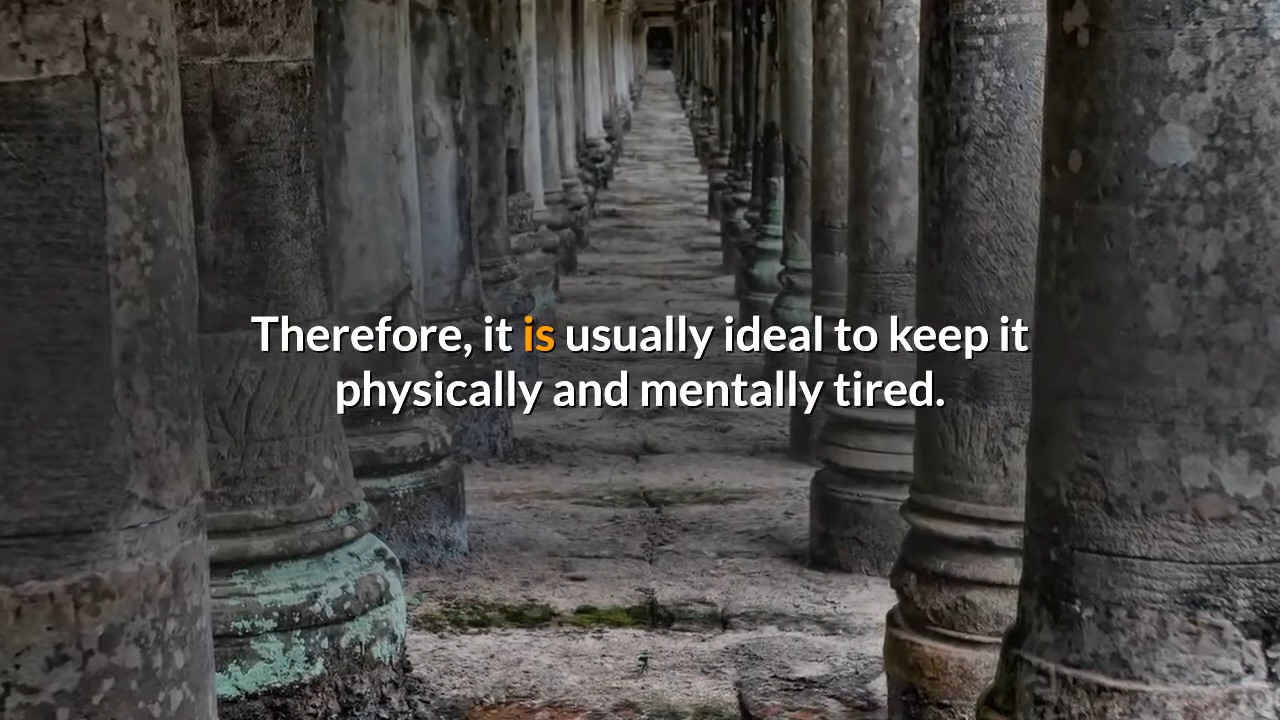 Therefore, it is usually ideal to keep it
physically and mentally tired.